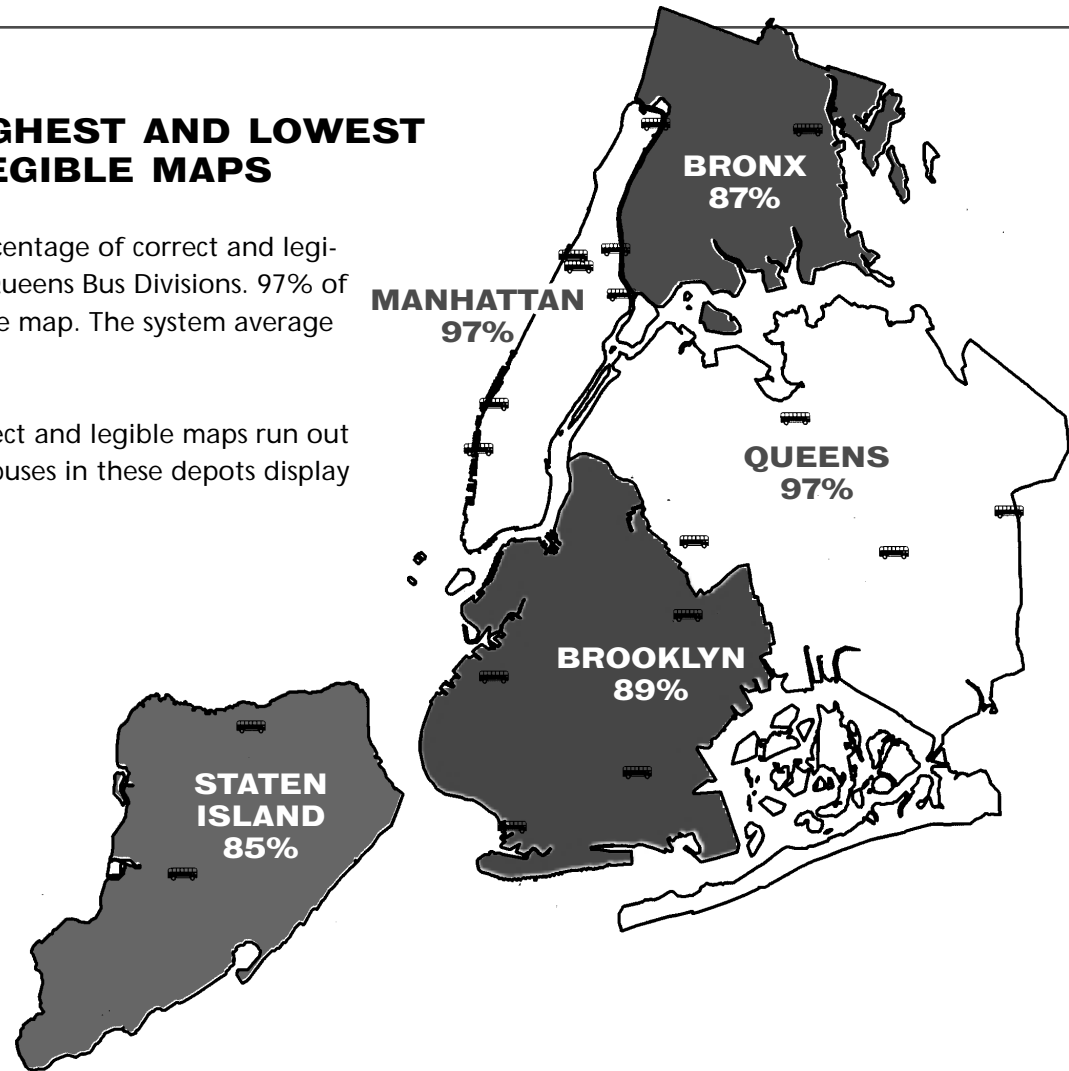 GHEST AND LOWEST
EGIBLE MAPS
centage of correct and legi-
Queens Bus Divisions. 97% of
e map. The system average
ect and legible maps run out
buses in these depots display
BRONX
87%
MANHATTAN
97%
QUEENS
97%
BROOKLYN
89%
STATEN
ISLAND
85%